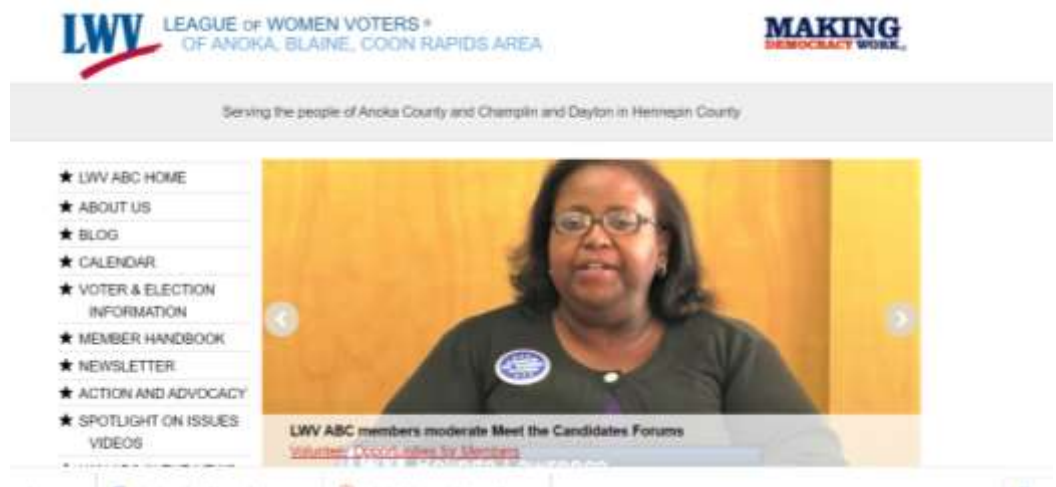 LWV
LEAGUE OF WOMEN VOTERS®
OF ANOKA, BLAINE, COON RAPIDS AREA
MAKING
DEMOCRACY WORK
Serving the people of Anoka County and Champlin and Dayton in Hennepin County
★ LWV ABC HOME
★ ABOUT US
★ BLOG
★ CALENDAR
★ VOTER & ELECTION
INFORMATION
★ MEMBER HANDBOOK
★ NEWSLETTER
★ ACTION AND ADVOCACY
★ SPOTLIGHT ON ISSUES
VIDEOS
LWV ABC members moderate Meet the Candidates Forums
Volunteer Opportunities for Members